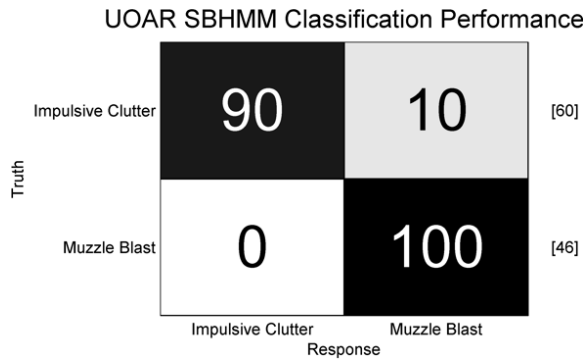 UOAR SBHMM Classification Performance
Truth
Impulsive Clutter 90 10 [60]
Muzzle Blast 0 100 [46]
Impulsive Clutter Muzzle Blast
Response